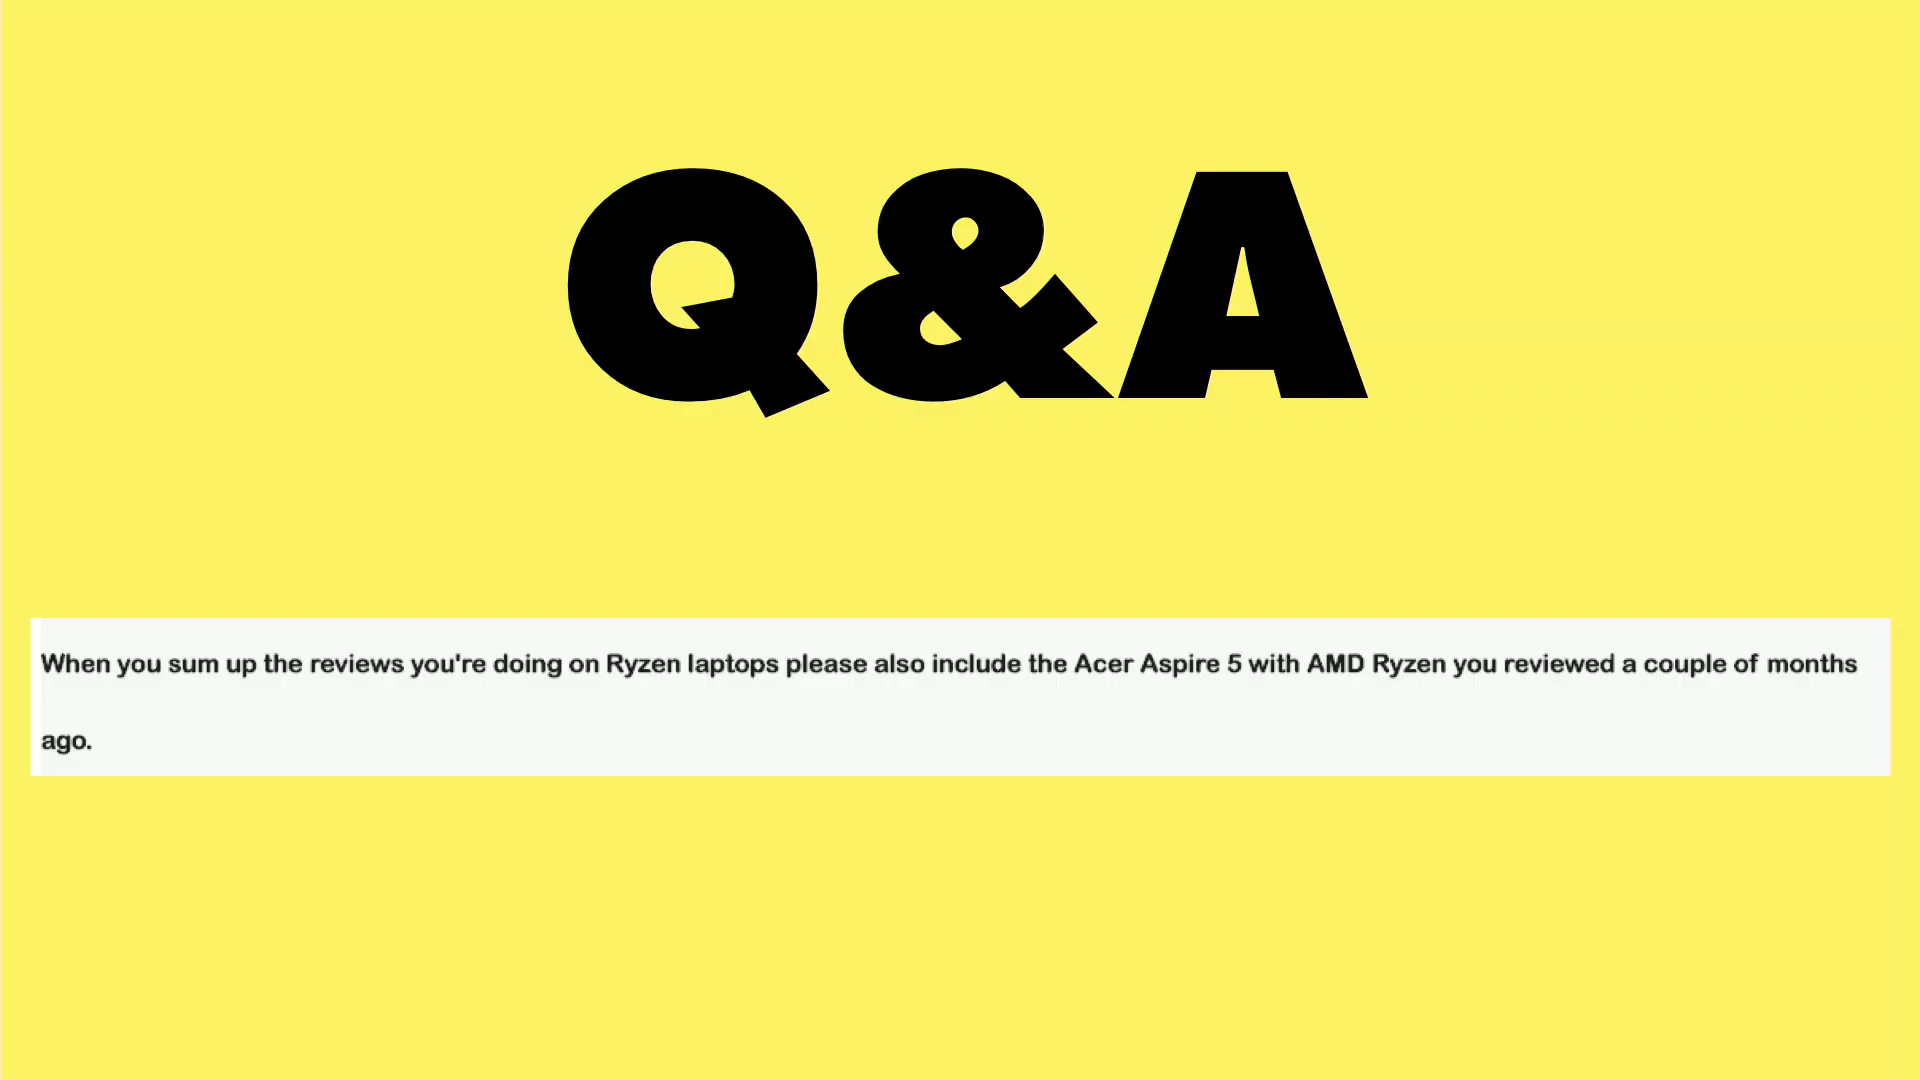 Q&A
When you sum up the reviews you're doing on Ryzen laptops please also include the Acer Aspire 5 with AMD Ryzen you reviewed a couple of months
ago.